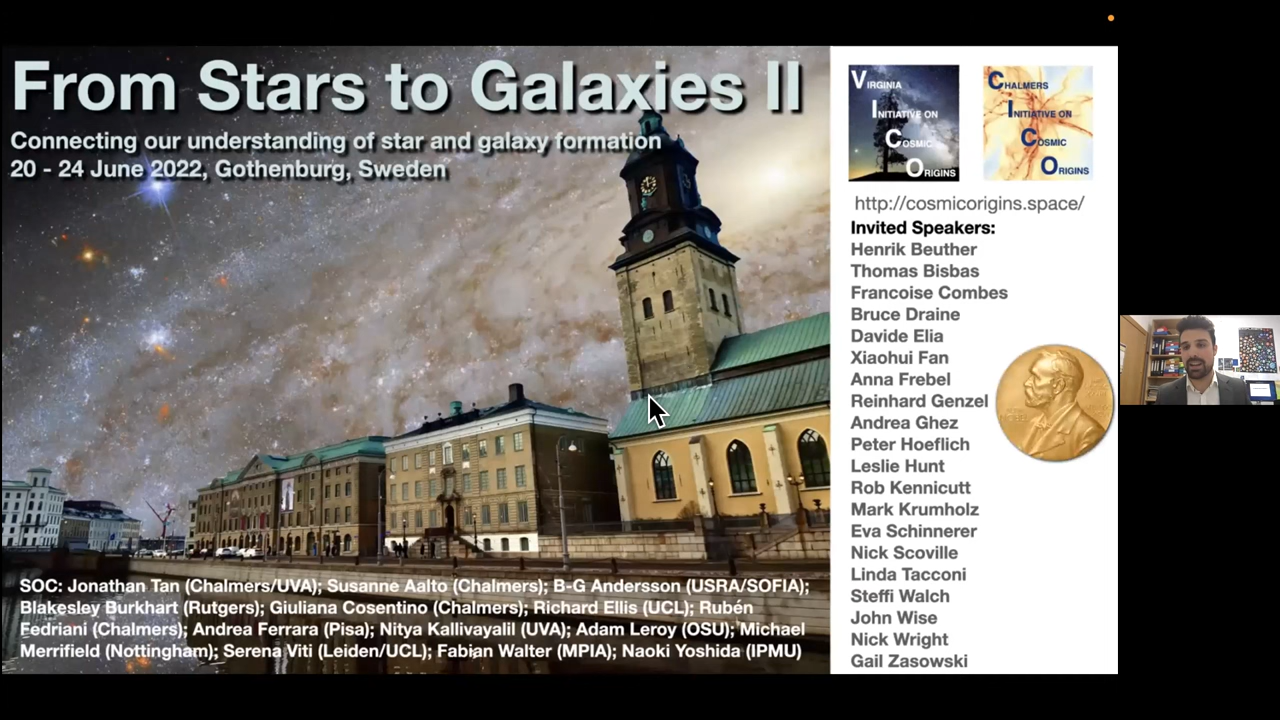 From Stars to Galaxies II
Connecting our understanding of star and galaxy formation
20 - 24 June 2022, Gothenburg, Sweden
SOC: Jonathan Tan (Chalmers/UVA); Susanne Aalto (Chalmers); B-G Andersson (USRA/SOFIA);
Blakesley Burkhart (Rutgers); Giuliana Cosentino (Chalmers); Richard Ellis (UCL); Rubén
Fedriani (Chalmers); Andrea Ferrara (Pisa); Nitya Kallivayalil (UVA); Adam Leroy (OSU); Michael
Merrifield (Nottingham); Serena Viti (Leiden/UCL); Fabian Walter (MPIA); Naoki Yoshida (IPMU)
VIRGINIA
INITIATIVE ON
COSMIC
ORIGINS
CHALMERS
INITIATIVE ON
COSMIC
ORIGINS
http://cosmicorigins.space/
Invited Speakers:
Henrik Beuther
Thomas Bisbas
Francoise Combes
Bruce Draine
Davide Elia
Xiaohui Fan
Anna Frebel
Reinhard Genzel
Andrea Ghez
Peter Hoeflich
Leslie Hunt
Rob Kennicutt
Mark Krumholz
Eva Schinnerer
Nick Scoville
Linda Tacconi
Steffi Walch
John Wise
Nick Wright
Gail Zasowski